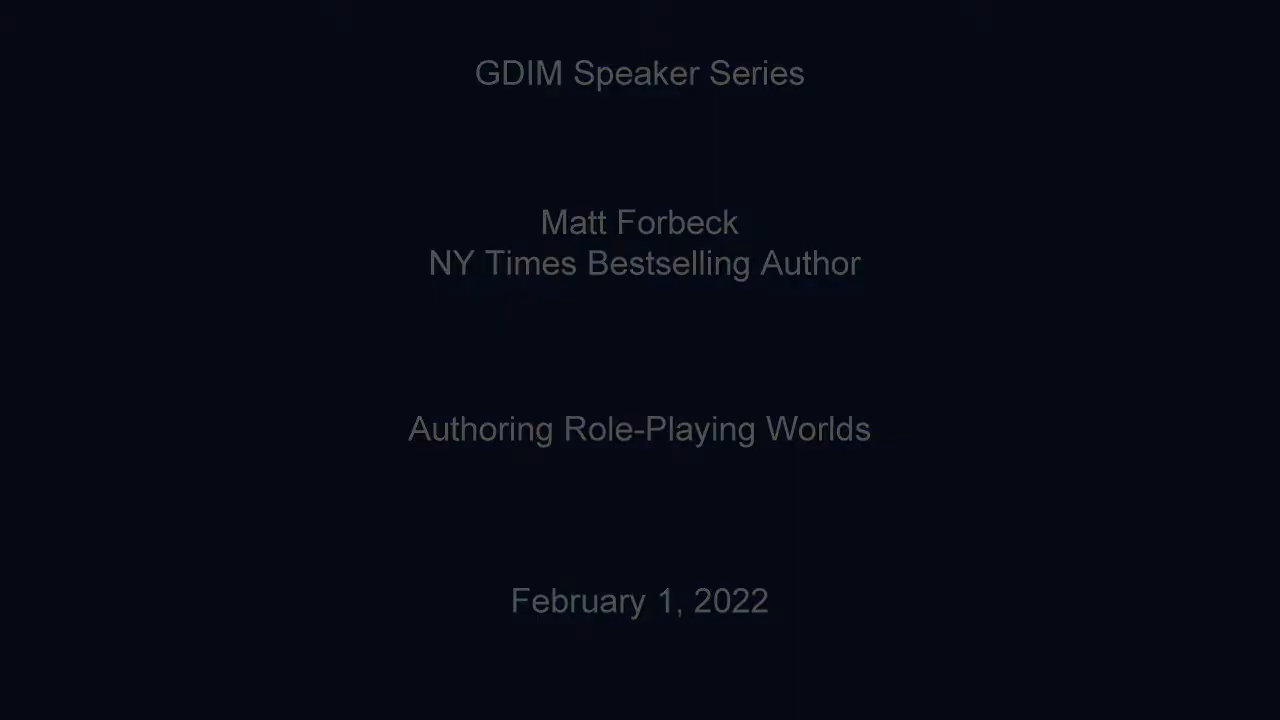 GDIM Speaker Series
Matt Forbeck
NY Times Bestselling Author
Authoring Role-Playing Worlds
February 1, 2022